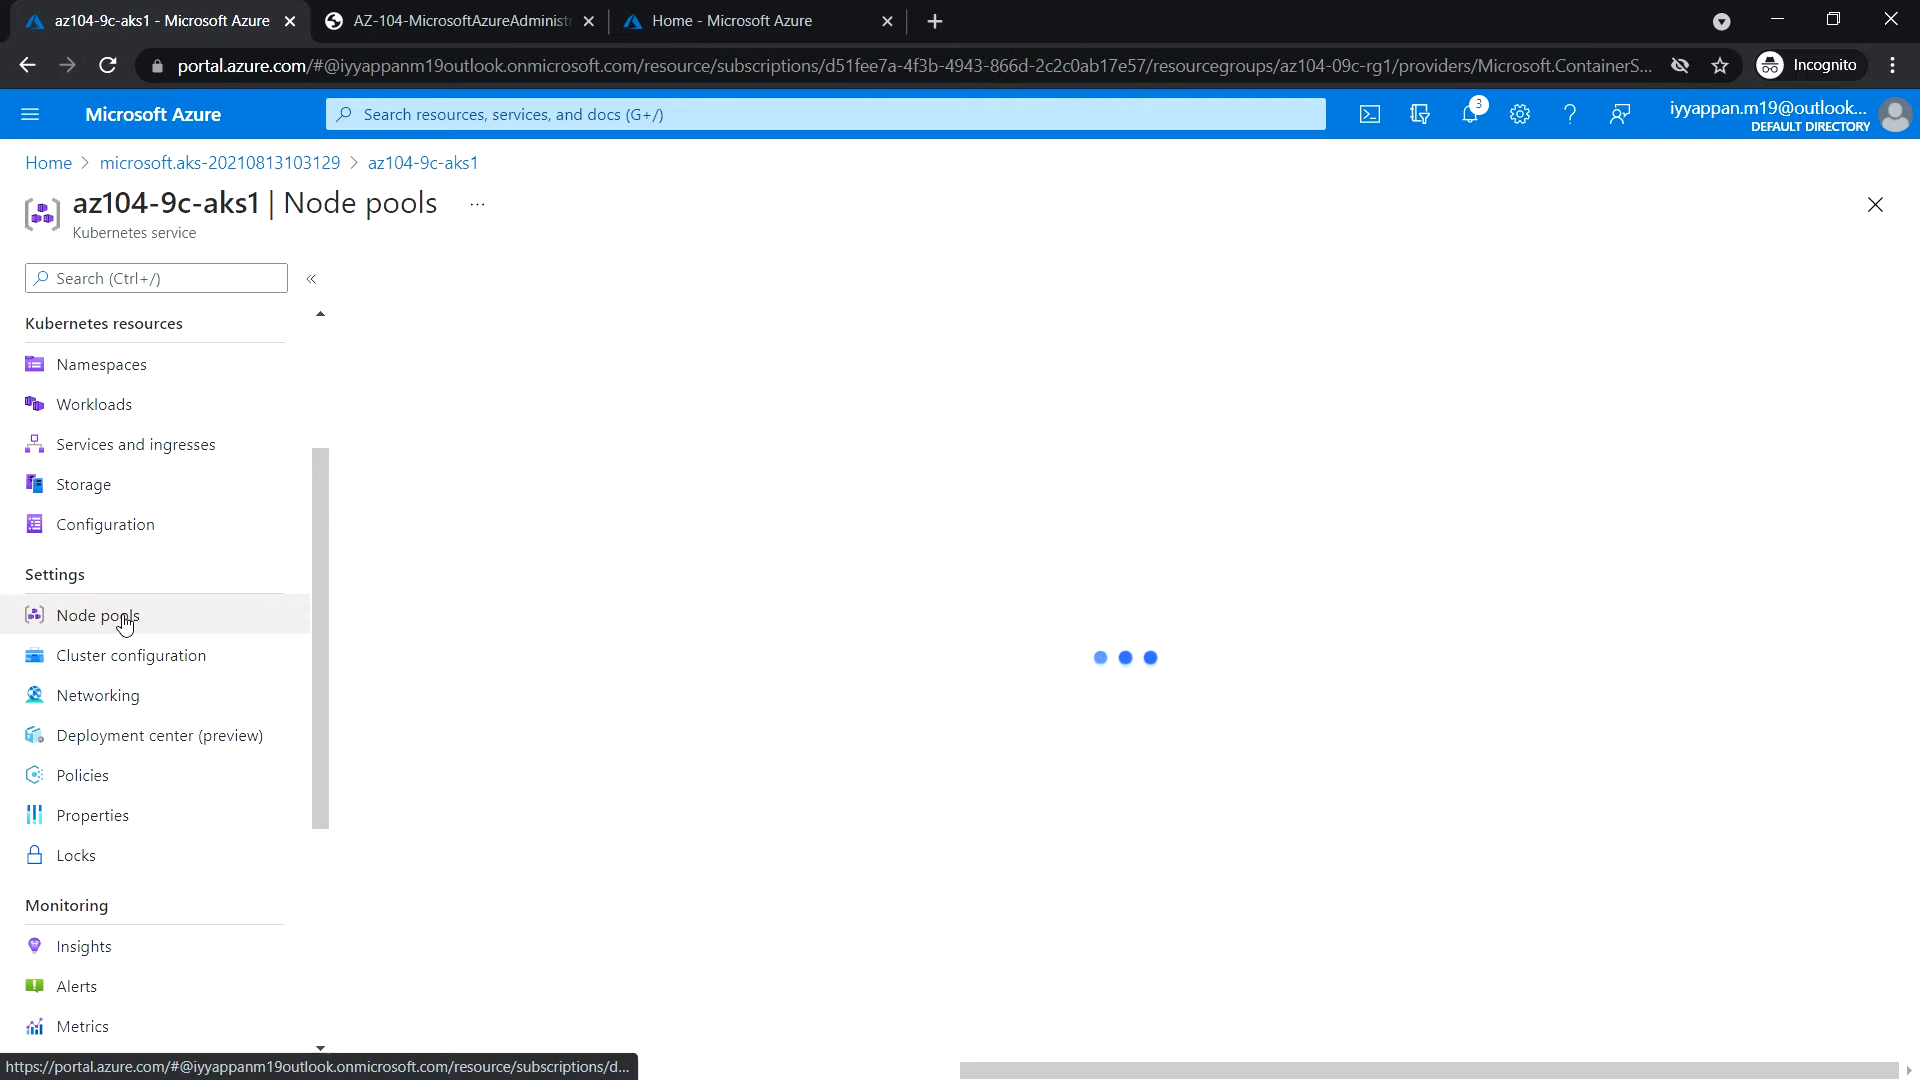 az104-9c-aks1 - Microsoft Azure
AZ-104-MicrosoftAzureAdminist
Home - Microsoft Azure
portal.azure.com/#@iyyappanm19outlook.onmicrosoft.com/resource/subscriptions/d51fee7a-4f3b-4943-866d-2c2c0ab17e57/resourcegroups/az104-09c-rg1/providers/Microsoft.ContainerS...
Incognito
Microsoft Azure
Search resources, services, and docs (G+/)
3
iyyappan.m19@outlook...
DEFAULT DIRECTORY
Home > microsoft.aks-20210813103129 > az104-9c-aks1
az104-9c-aks1 | Node pools ...
Kubernetes service
Search (Ctrl+/)
«
Kubernetes resources
Namespaces
Workloads
Services and ingresses
Storage
Configuration
Settings
Node pools
Cluster configuration
Networking
Deployment center (preview)
Policies
Properties
Locks
Monitoring
Insights
Alerts
Metrics
https://portal.azure.com/#@iyyappanm19outlook.onmicrosoft.com/resource/subscriptions/d...